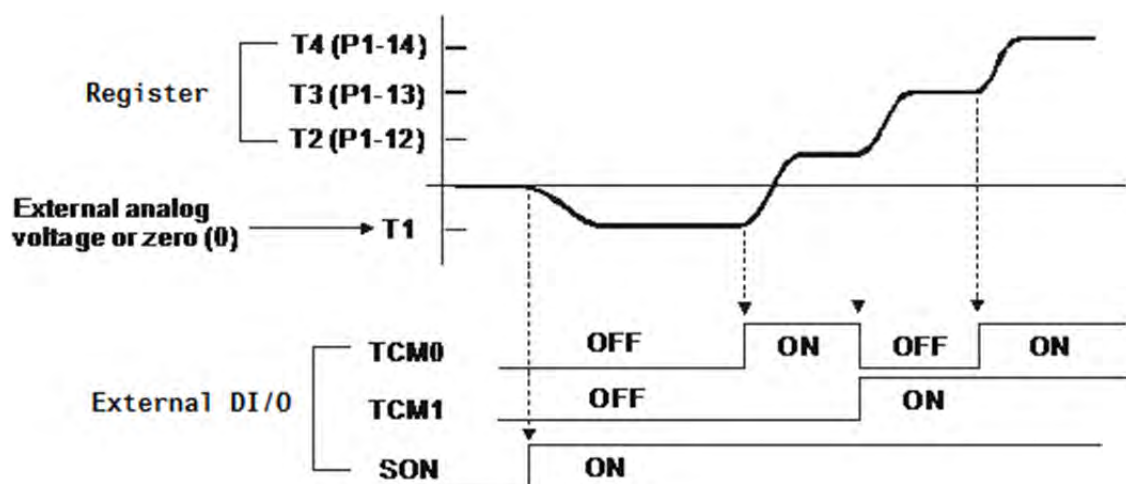 T4 (P1-14)
Register
T3 (P1-13)
T2 (P1-12)
External analog
voltage or zero (0)
T1
TCM0
OFF
ON
OFF
ON
External DI/O
TCM1
OFF
ON
SON
ON